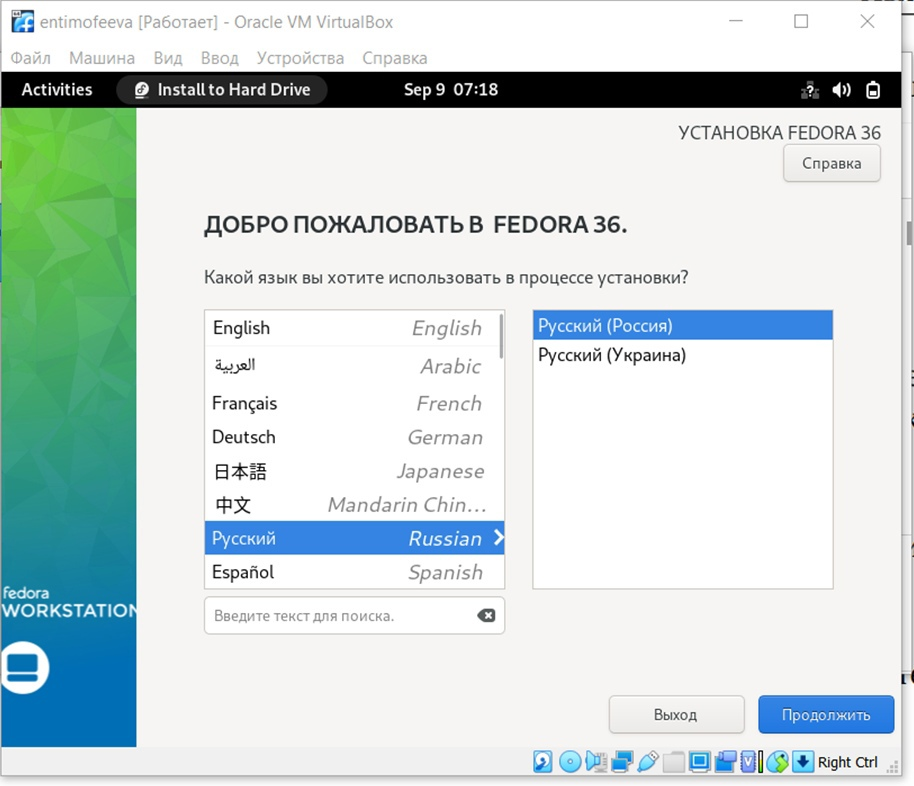 entimofeeva [Работает] - Oracle VM VirtualBox
Файл Машина Вид Ввод Устройства Справка
Activities Install to Hard Drive Sep 9 07:18
УСТАНОВКА FEDORA 36
Справка
ДОБРО ПОЖАЛОВАТЬ В FEDORA 36.
Какой язык вы хотите использовать в процессе установки?
English English
العربية Arabic
Français French
Deutsch German
日本語 Japanese
中文 Mandarin Chin...
Русский Russian
Español Spanish
Русский (Россия)
Русский (Украина)
Введите текст для поиска.
fedora
WORKSTATION
Выход Продолжить
Right Ctrl